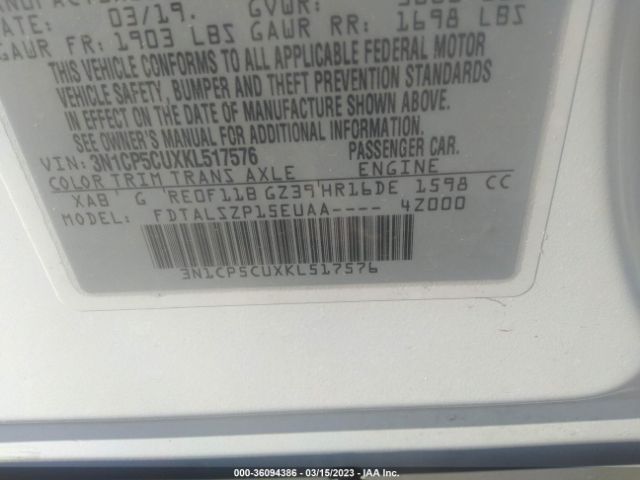 03/19. GVWR:
GAWR FR: 1903 LBS GAWR RR: 1698 LBS
THIS VEHICLE CONFORMS TO ALL APPLICABLE FEDERAL MOTOR
VEHICLE SAFETY, BUMPER AND THEFT PREVENTION STANDARDS
IN EFFECT ON THE DATE OF MANUFACTURE SHOWN ABOVE.
SEE OWNER'S MANUAL FOR ADDITIONAL INFORMATION.
VIN: 3N1CP5CUXKL517576 PASSENGER CAR.
COLOR TRIM TRANS AXLE ENGINE
XAB G RE0F11B GZ39 HR16DE 1598 CC
MODEL: FDTALSZP15EUAA---- 4Z000
3N1CP5CUXKL517576
000-36094386 - 03/15/2023 - IAA Inc.